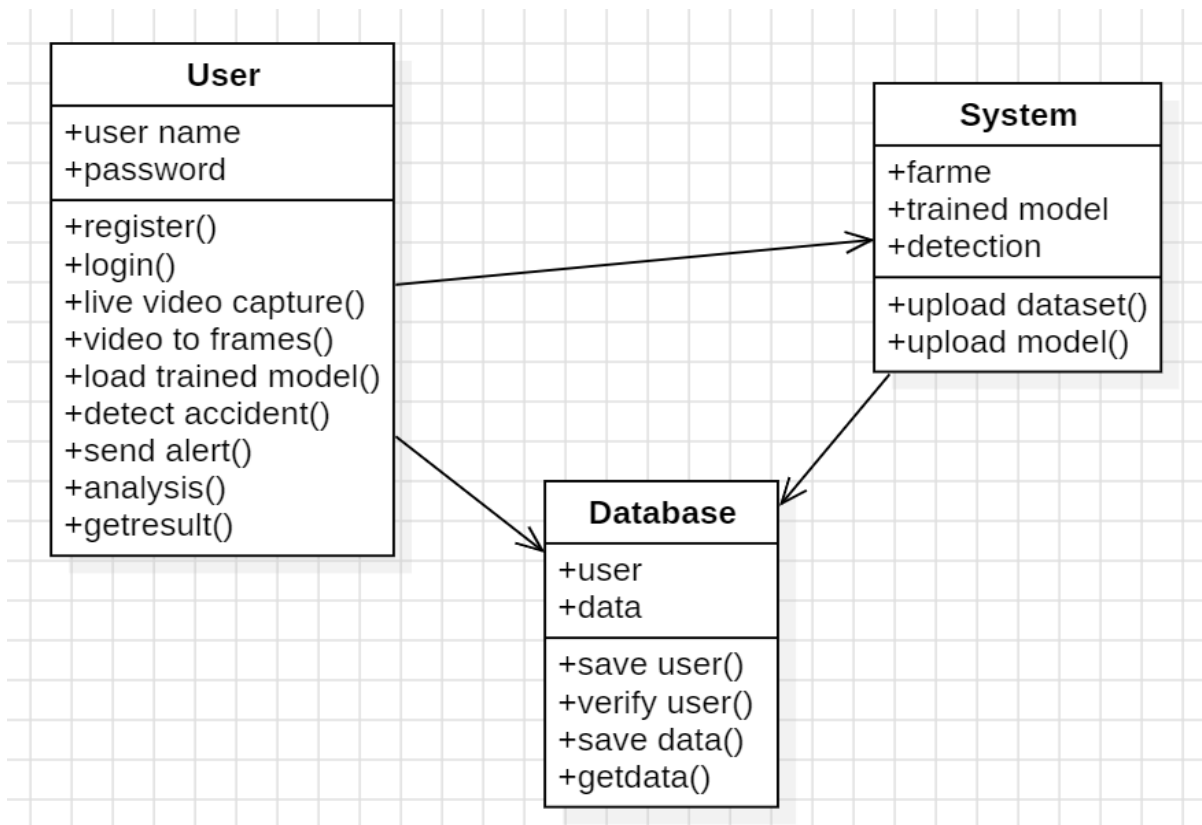 User
+user name
+password
+register()
+login()
+live video capture()
+video to frames()
+load trained model()
+detect accident()
+send alert()
+analysis()
+getresult()
System
+farme
+trained model
+detection
+upload dataset()
+upload model()
Database
+user
+data
+save user()
+verify user()
+save data()
+getdata()